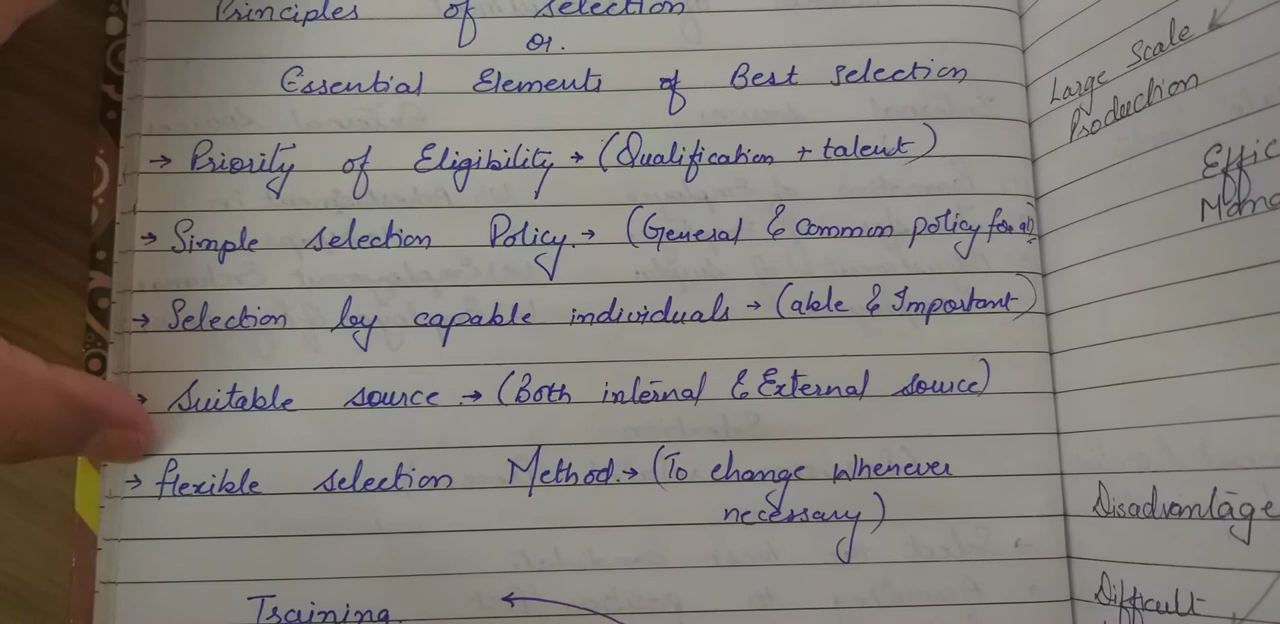 Principles of selection
or.
Essential Elements of Best selection
→ Priority of Eligibility → (Qualification + talent)
→ Simple selection Policy. → (General & Common policy for all)
→ Selection by capable individuals → (able & Important)
→ Suitable source → (Both internal & External source)
→ flexible selection Method. → (To change Whenever
necessary)
Training
Large Scale
Production
Effic
Disadvantage
Difficult